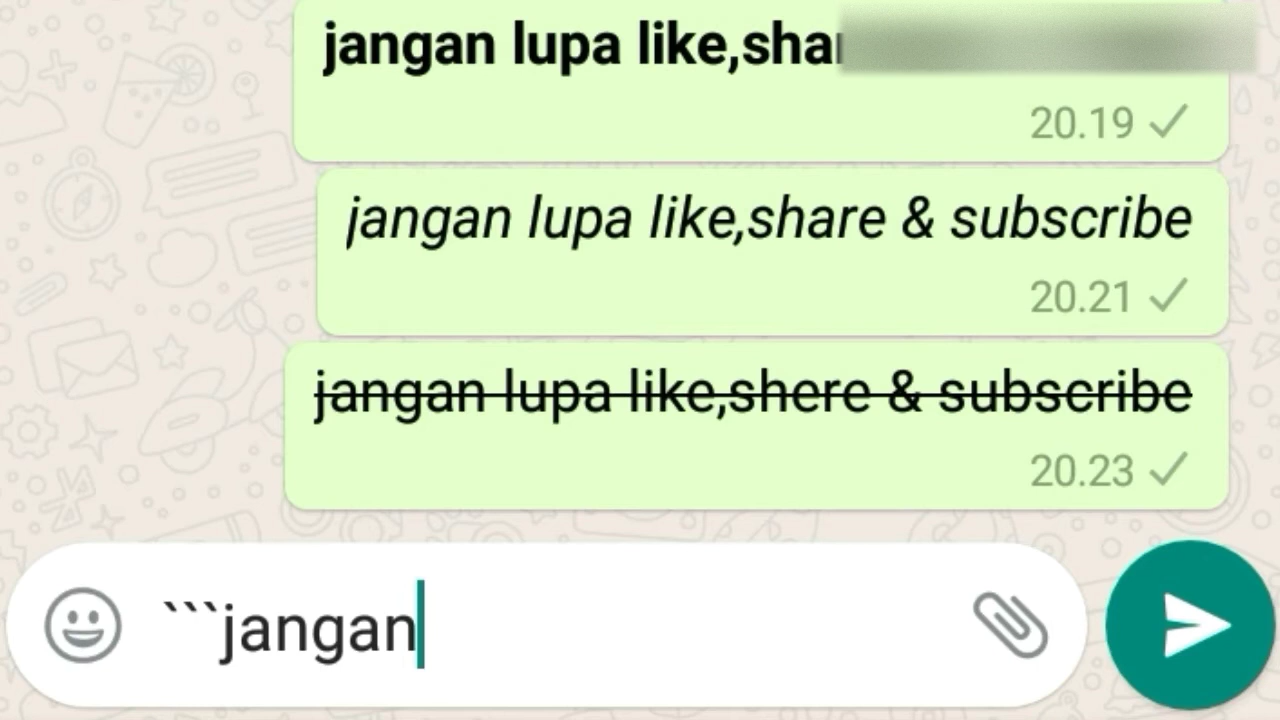 jangan lupa like,shar
20.19
jangan lupa like,share & subscribe
20.21
jangan lupa like,shere & subscribe
20.23
```jangan